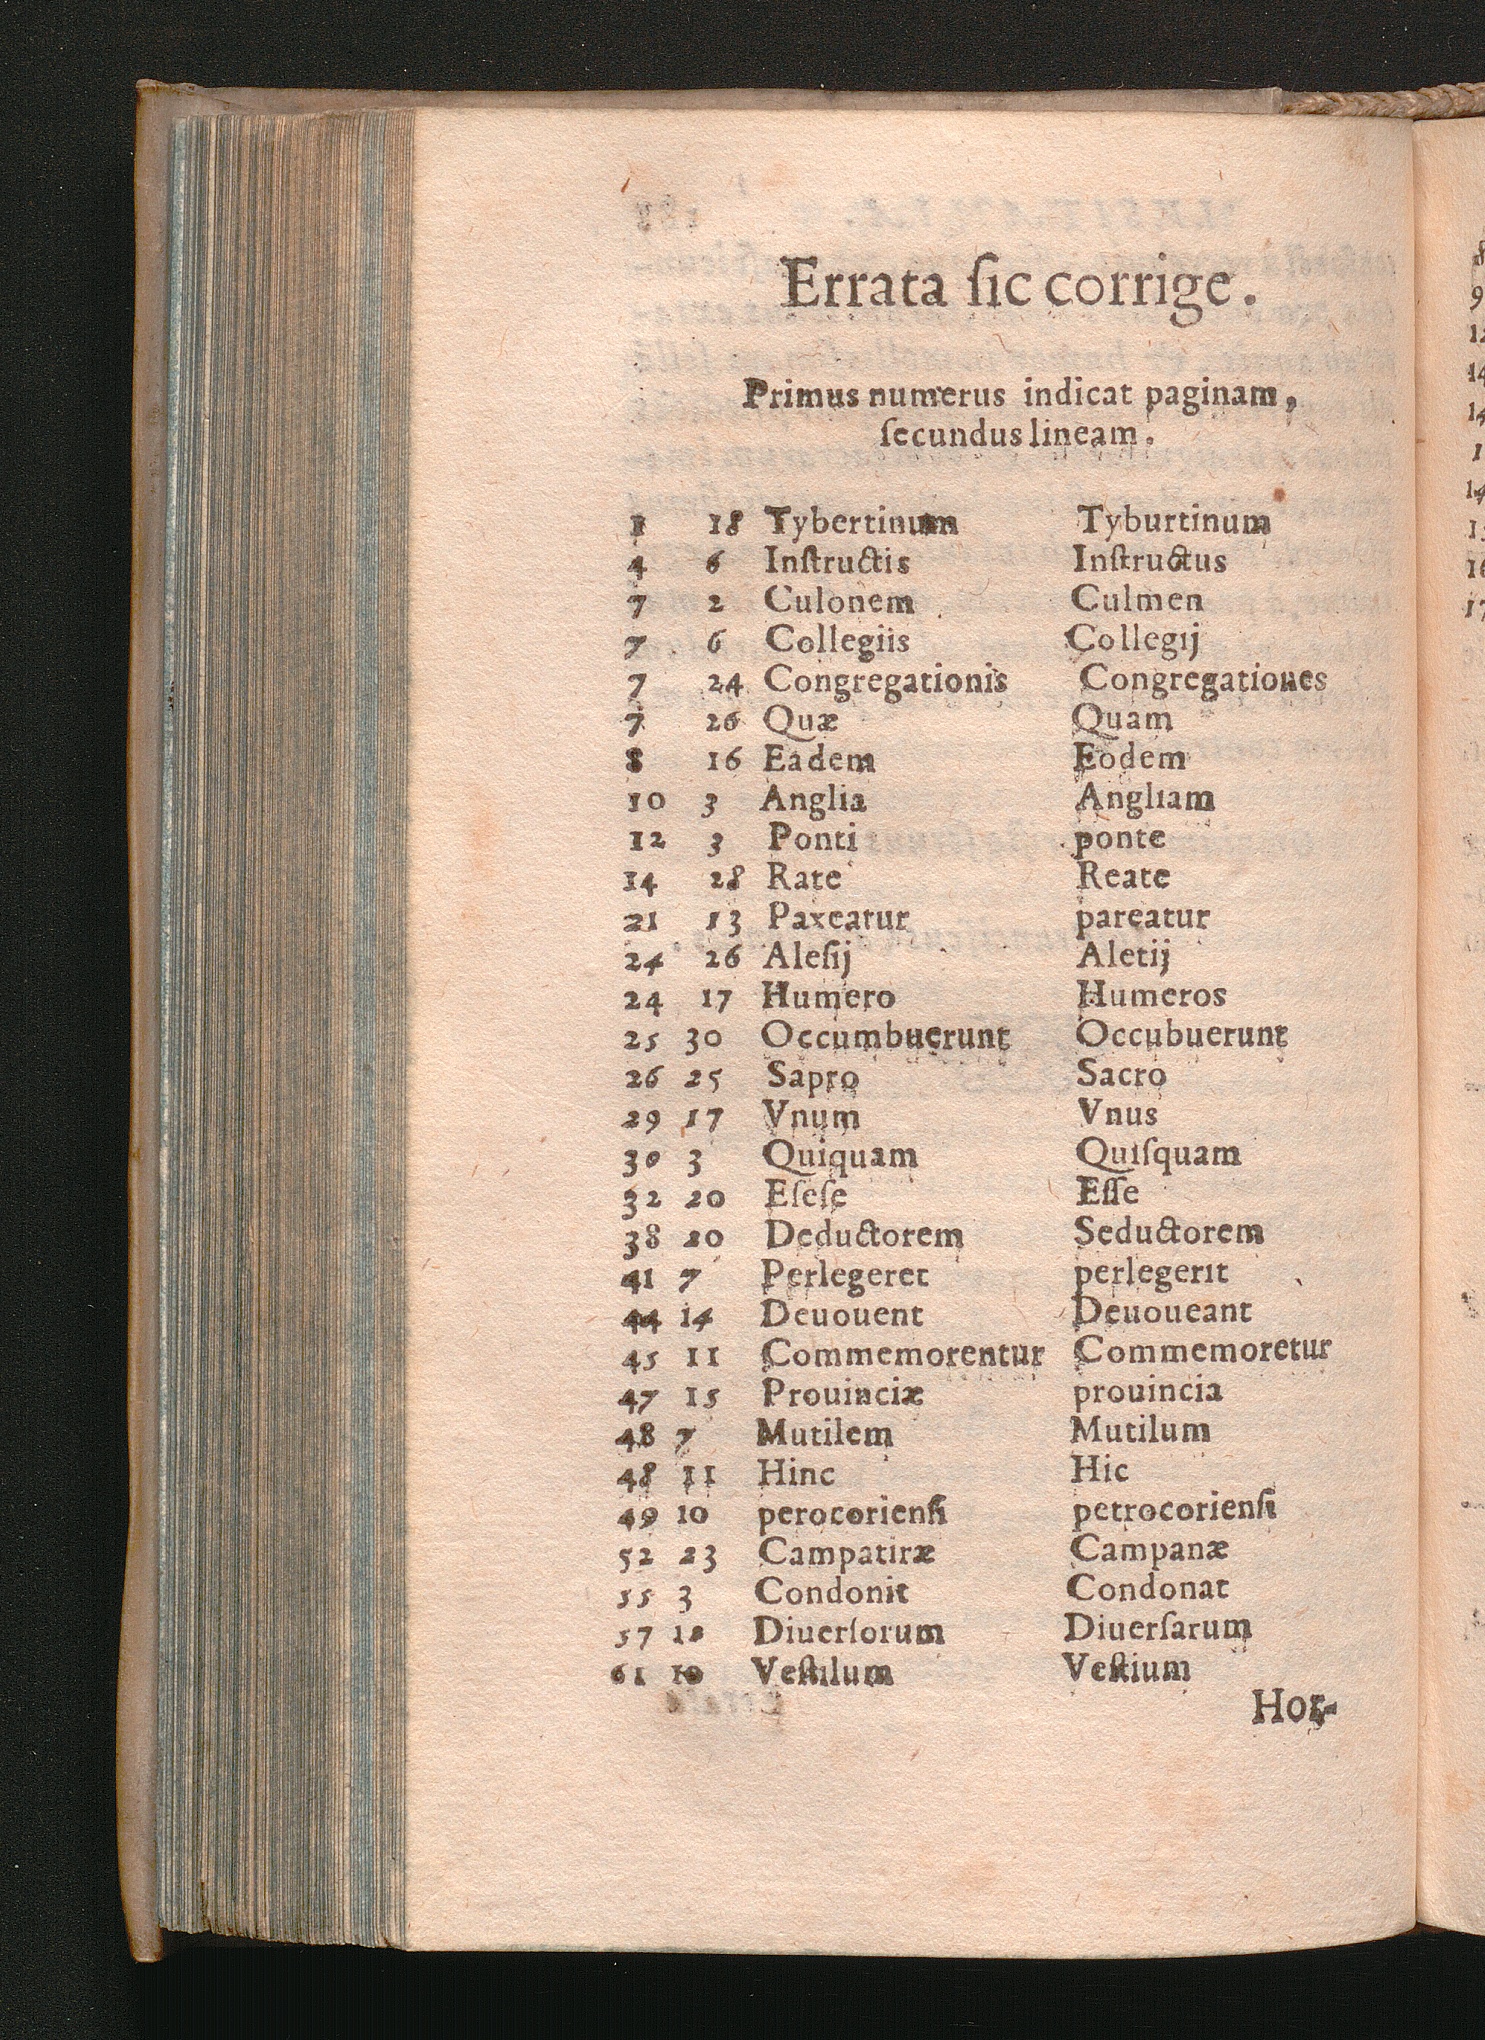 Errata ſic corrige.
Primus numerus indicat paginam,
ſecundus lineam.
1 18 Tybertinum Tyburtinum
4 6 Inſtructis Inſtructus
7 2 Culonem Culmen
7 6 Collegiis Collegij
7 24 Congregationis Congregatioues
7 26 Quæ Quam
8 16 Eadem Eodem
10 3 Anglia Angliam
12 3 Ponti ponte
14 28 Rate Reate
21 13 Paxeatur pareatur
24 26 Aleſij Aletij
24 17 Humero Humeros
25 30 Occumbuerunt Occubuerunt
26 25 Sapro Sacro
29 17 Vnum Vnus
30 3 Quiquam Quiſquam
32 20 Eſeſe Eſſe
38 20 Deductorem Seductorem
41 7 Perlegeret perlegerit
44 14 Deuouent Deuoueant
45 11 Commemorentur Commemoretur
47 15 Prouinciæ prouincia
48 7 Mutilem Mutilum
48 11 Hinc Hic
49 10 perocorienſi petrocorienſi
52 23 Campatiræ Campanæ
55 3 Condonit Condonat
57 Diuerſorum Diuerſarum
61 10 Veſtilum Veſtium
Hor-